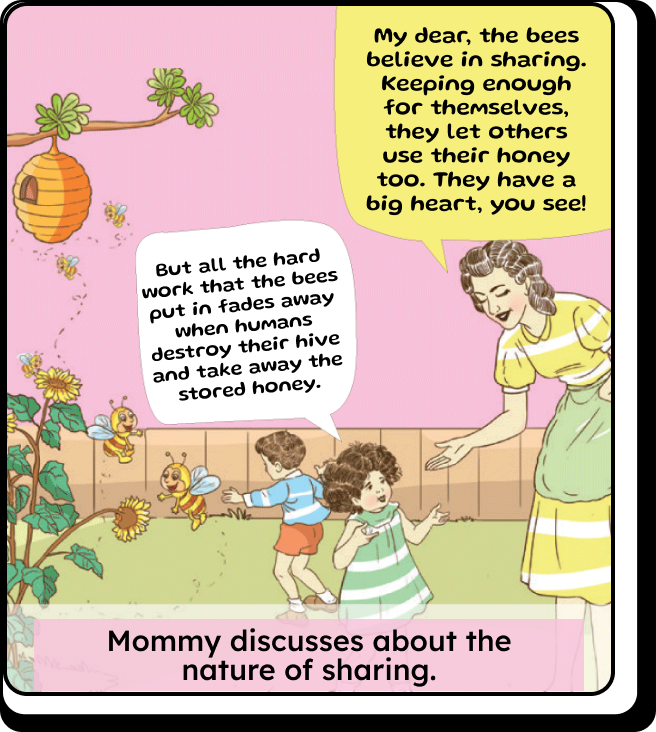 My dear, the bees
believe in sharing.
Keeping enough
for themselves,
they let others
use their honey
too. They have a
big heart, you see!
But all the hard
work that the bees
put in fades away
when humans
destroy their hive
and take away the
stored honey.
Mommy discusses about the
nature of sharing.